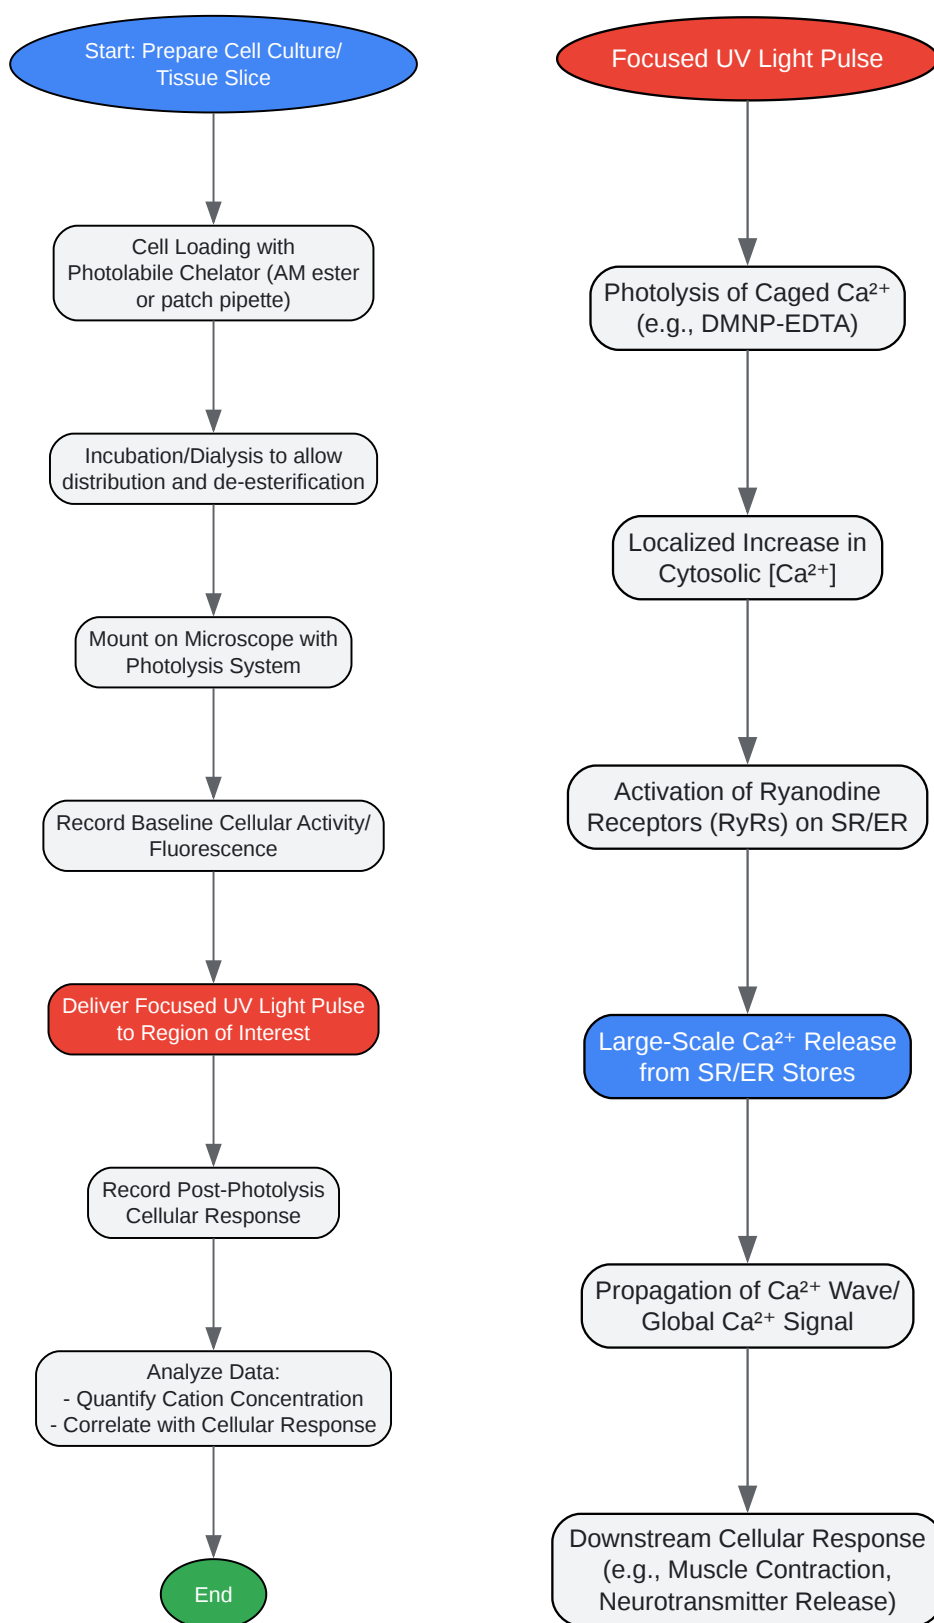 Start: Prepare Cell Culture/
Tissue Slice
Cell Loading with
Photolabile Chelator (AM ester
or patch pipette)
Incubation/Dialysis to allow
distribution and de-esterification
Mount on Microscope with
Photolysis System
Record Baseline Cellular Activity/
Fluorescence
Deliver Focused UV Light Pulse
to Region of Interest
Record Post-Photolysis
Cellular Response
Analyze Data:
- Quantify Cation Concentration
- Correlate with Cellular Response
End
Focused UV Light Pulse
Photolysis of Caged Ca²⁺
(e.g., DMNP-EDTA)
Localized Increase in
Cytosolic [Ca²⁺]
Activation of Ryanodine
Receptors (RyRs) on SR/ER
Large-Scale Ca²⁺ Release
from SR/ER Stores
Propagation of Ca²⁺ Wave/
Global Ca²⁺ Signal
Downstream Cellular Response
(e.g., Muscle Contraction,
Neurotransmitter Release)